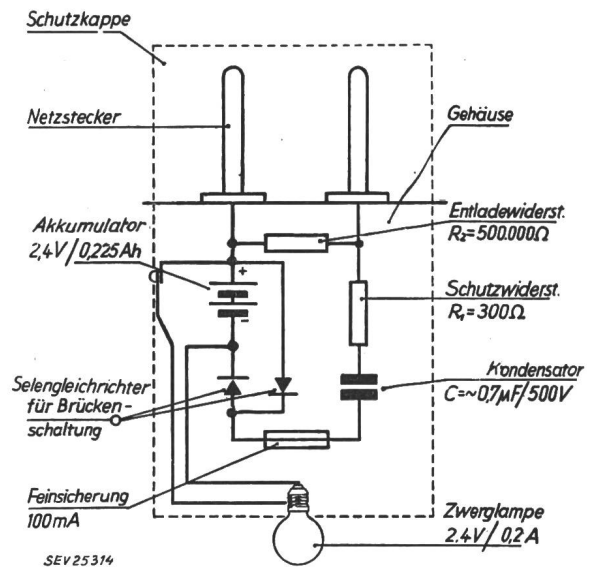 Schutzkappe
Netzstecker
Gehäuse
Entladewiderst.
R₂=500.000Ω
Akkumulator
2,4V/0,225Ah
+
-
Schutzwiderst.
R₁=300Ω
Kondensator
C=~0,7µF/500V
Selengleichrichter
für Brücken-
schaltung
Feinsicherung
100mA
Zwerglampe
2.4V/0,2A
SEV25314